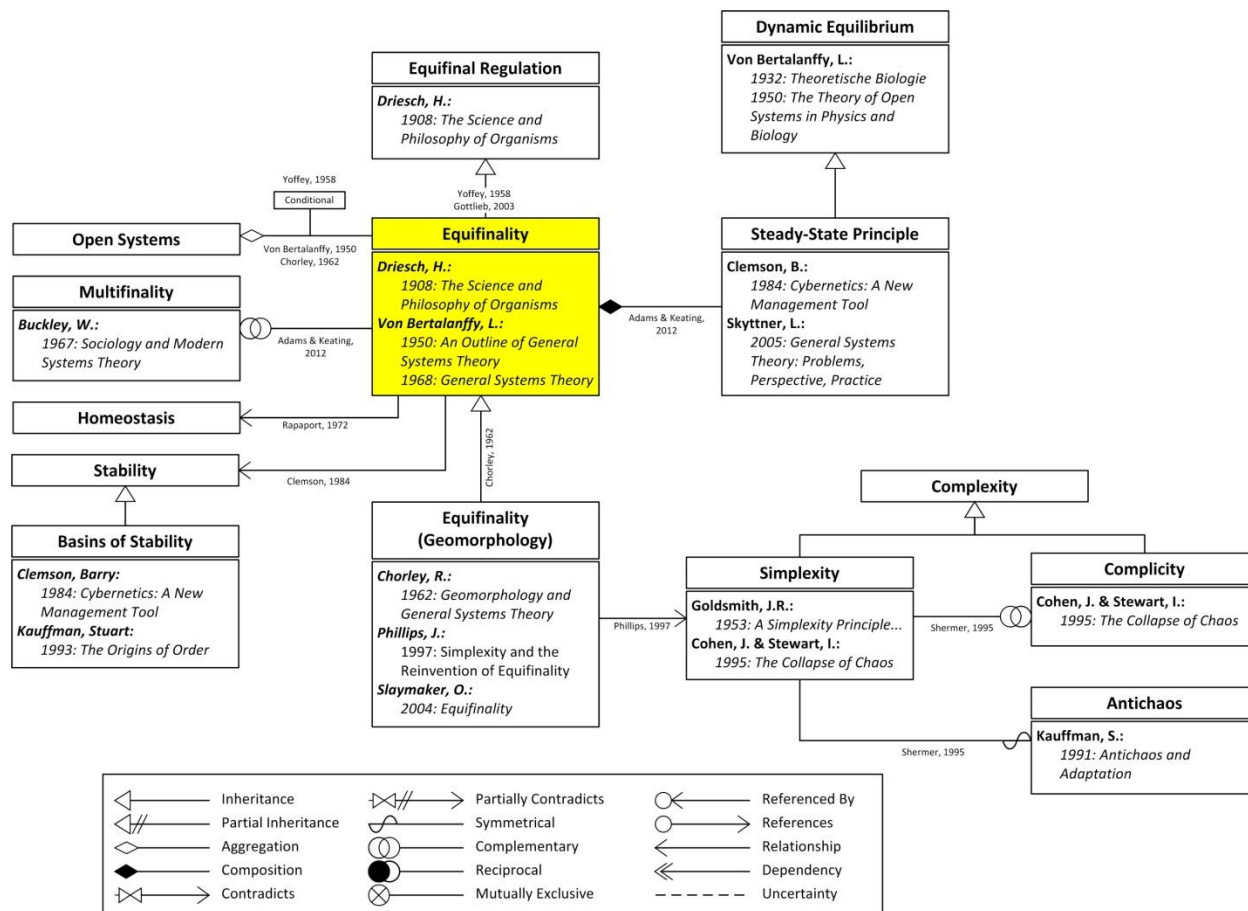 Dynamic Equilibrium
Von Bertalanffy, L.:
1932: Theoretische Biologie
1950: The Theory of Open
Systems in Physics and
Biology
Equifinal Regulation
Driesch, H.:
1908: The Science and
Philosophy of Organisms
Yoffey, 1958
Conditional
Yoffey, 1958
Gottlieb, 2003
Open Systems
Von Bertalanffy, 1950
Chorley, 1962
Equifinality
Driesch, H.:
1908: The Science and
Philosophy of Organisms
Von Bertalanffy, L.:
1950: An Outline of General
Systems Theory
1968: General Systems Theory
Steady-State Principle
Clemson, B.:
1984: Cybernetics: A New
Management Tool
Skyttner, L.:
2005: General Systems
Theory: Problems,
Perspective, Practice
Adams & Keating,
2012
Multifinality
Buckley, W.:
1967: Sociology and Modern
Systems Theory
Adams & Keating,
2012
Homeostasis
Rapaport, 1972
Stability
Clemson, 1984
Chorley, 1962
Basins of Stability
Clemson, Barry:
1984: Cybernetics: A New
Management Tool
Kauffman, Stuart:
1993: The Origins of Order
Equifinality
(Geomorphology)
Chorley, R.:
1962: Geomorphology and
General Systems Theory
Phillips, J.:
1997: Simplexity and the
Reinvention of Equifinality
Slaymaker, O.:
2004: Equifinality
Phillips, 1997
Complexity
Simplexity
Goldsmith, J.R.:
1953: A Simplexity Principle...
Cohen, J. & Stewart, I.:
1995: The Collapse of Chaos
Shermer, 1995
Complicity
Cohen, J. & Stewart, I.:
1995: The Collapse of Chaos
Antichaos
Kauffman, S.:
1991: Antichaos and
Adaptation
Shermer, 1995
Inheritance
Partial Inheritance
Aggregation
Composition
Contradicts
Partially Contradicts
Symmetrical
Complementary
Reciprocal
Mutually Exclusive
Referenced By
References
Relationship
Dependency
Uncertainty